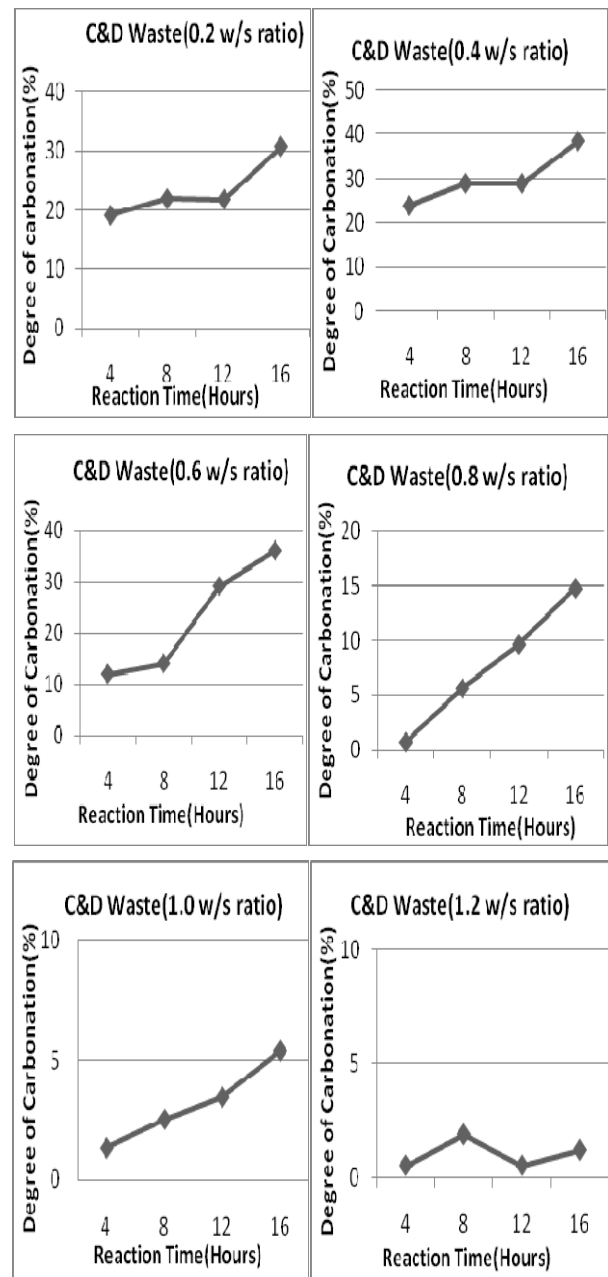 C&D Waste(0.2 w/s ratio)
Degree of carbonation(%)
40
30
20
10
0
4 8 12 16
Reaction Time(Hours)
C&D Waste(0.4 w/s ratio)
Degree of Carbonation(%)
50
40
30
20
10
0
4 8 12 16
Reaction Time(Hours)
C&D Waste(0.6 w/s ratio)
Degree of Carbonation(%)
40
30
20
10
0
4 8 12 16
Reaction Time(Hours)
C&D Waste(0.8 w/s ratio)
Degree of Carbonation(%)
20
15
10
5
0
4 8 12 16
Reaction Time(Hours)
C&D Waste(1.0 w/s ratio)
Degree of Carbonation(%)
10
5
0
4 8 12 16
Reaction Time(Hours)
C&D Waste(1.2 w/s ratio)
Degree of Carbonation(%)
10
5
0
4 8 12 16
Reaction Time(Hours)